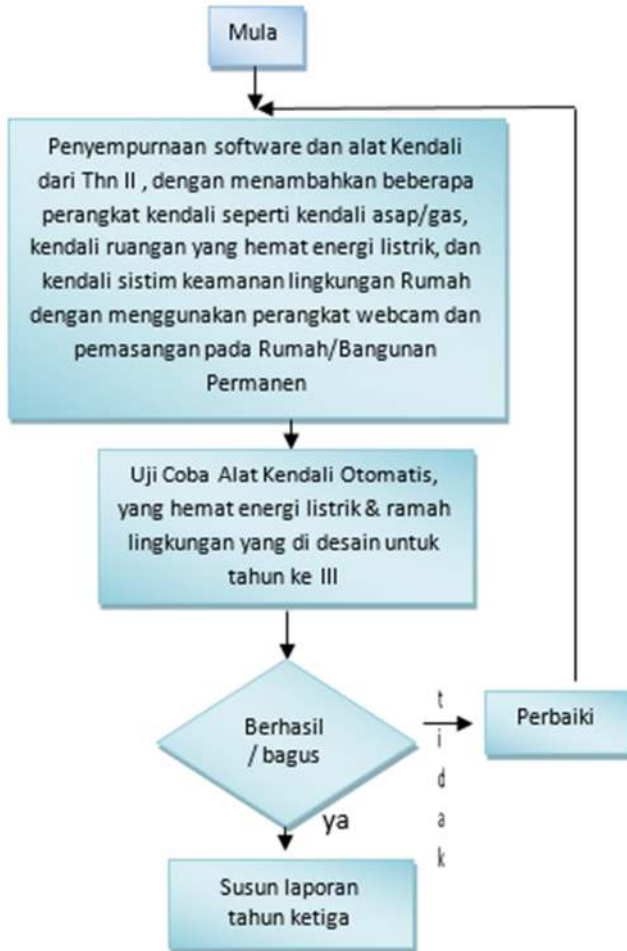 Mula
Penyempurnaan software dan alat Kendali
dari Thn II , dengan menambahkan beberapa
perangkat kendali seperti kendali asap/gas,
kendali ruangan yang hemat energi listrik, dan
kendali sistim keamanan lingkungan Rumah
dengan menggunakan perangkat webcam dan
pemasangan pada Rumah/Bangunan
Permanen
Uji Coba Alat Kendali Otomatis,
yang hemat energi listrik & ramah
lingkungan yang di desain untuk
tahun ke III
Berhasil
/ bagus
tidak
Perbaiki
ya
Susun laporan
tahun ketiga